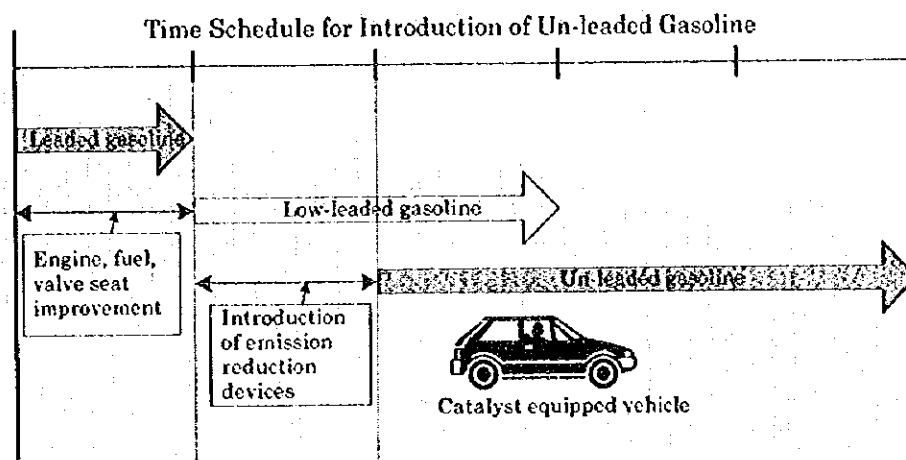 Time Schedule for Introduction of Un-leaded Gasoline
Leaded gasoline
Low-leaded gasoline
Engine, fuel,
valve seat
improvement
Un-leaded gasoline
Introduction
of emission
reduction
devices
Catalyst equipped vehicle